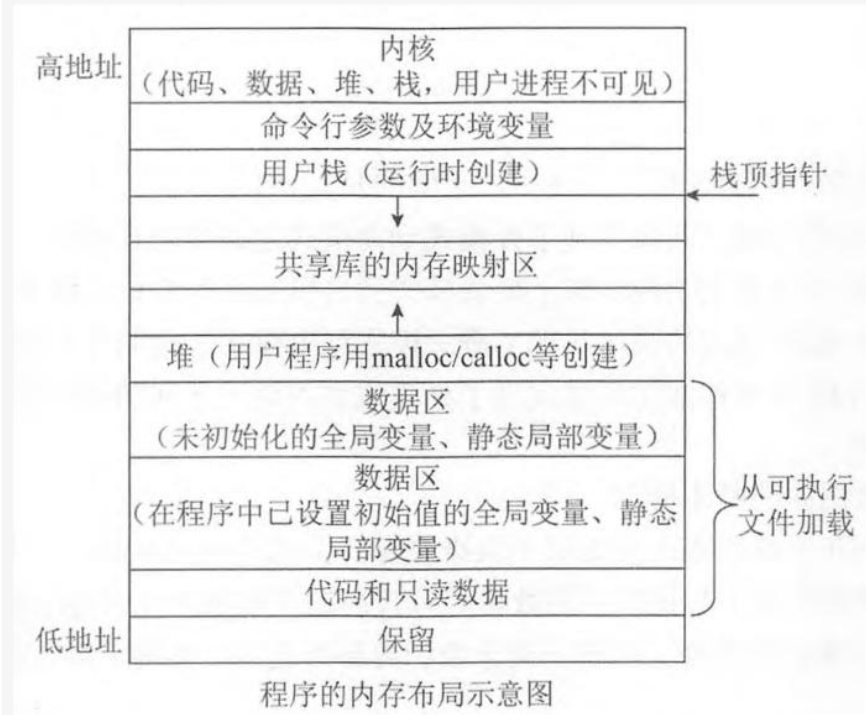 高地址
内核
（代码、数据、堆、栈，用户进程不可见）
命令行参数及环境变量
用户栈（运行时创建）
栈顶指针
共享库的内存映射区
堆（用户程序用malloc/calloc等创建）
数据区
（未初始化的全局变量、静态局部变量）
数据区
（在程序中已设置初始值的全局变量、静态
局部变量）
从可执行
文件加载
代码和只读数据
低地址
保留
程序的内存布局示意图